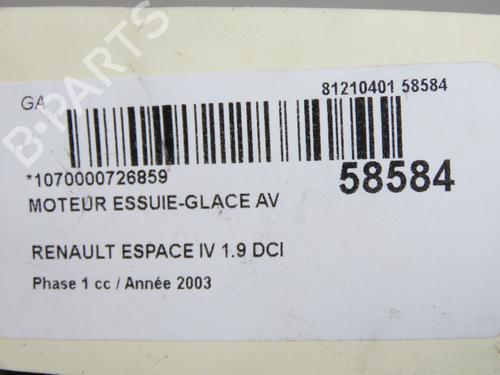 GA
81210401 58584
*1070000726859
58584
MOTEUR ESSUIE-GLACE AV
RENAULT ESPACE IV 1.9 DCI
Phase 1 cc / Année 2003
B-PARTS